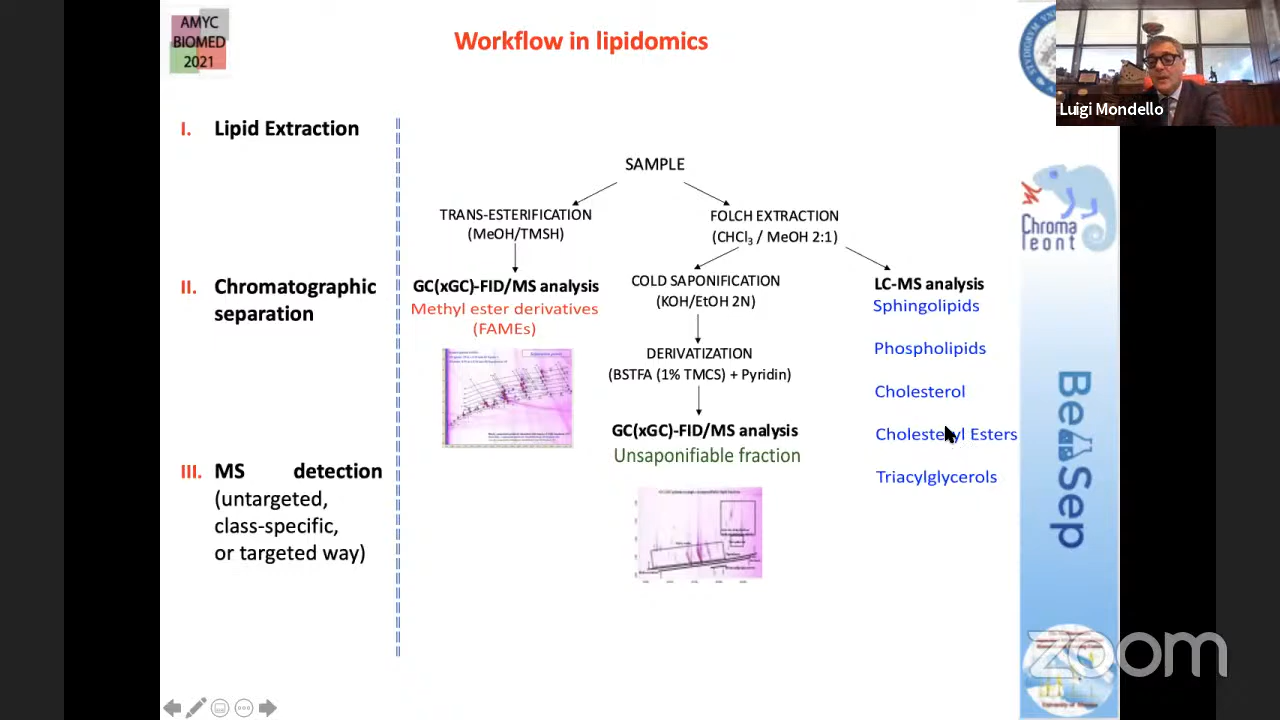 AMYC
BIOMED
2021
Workflow in lipidomics
Luigi Mondello
I. Lipid Extraction
II. Chromatographic
separation
III. MS detection
(untargeted,
class-specific,
or targeted way)
SAMPLE
TRANS-ESTERIFICATION
(MeOH/TMSH)
GC(xGC)-FID/MS analysis
Methyl ester derivatives
(FAMEs)
FOLCH EXTRACTION
(CHCl3 / MeOH 2:1)
COLD SAPONIFICATION
(KOH/EtOH 2N)
DERIVATIZATION
(BSTFA (1% TMCS) + Pyridin)
GC(xGC)-FID/MS analysis
Unsaponifiable fraction
LC-MS analysis
Sphingolipids
Phospholipids
Cholesterol
Cholesteryl Esters
Triacylglycerols
Chroma
leont
BeSep
zoom